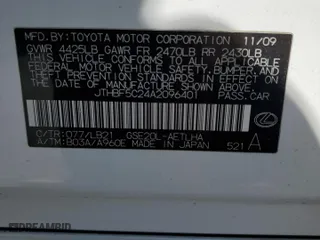 MFD. BY: TOYOTA MOTOR CORPORATION 11/09
GVWR 4425LB GAWR FR 2470LB RR 2430LB
THIS VEHICLE CONFORMS TO ALL APPLICABLE
FEDERAL MOTOR VEHICLE SAFETY, BUMPER, AND
THEFT PREVENTION STANDARDS IN EFFECT ON
THE DATE OF MANUFACTURE SHOWN ABOVE.
JTHBF5C24A5096401 PASS.CAR
C/TR: 077/LB21 GSE20L-AETLHA
A/TM: B03A/A960E MADE IN JAPAN 521 A